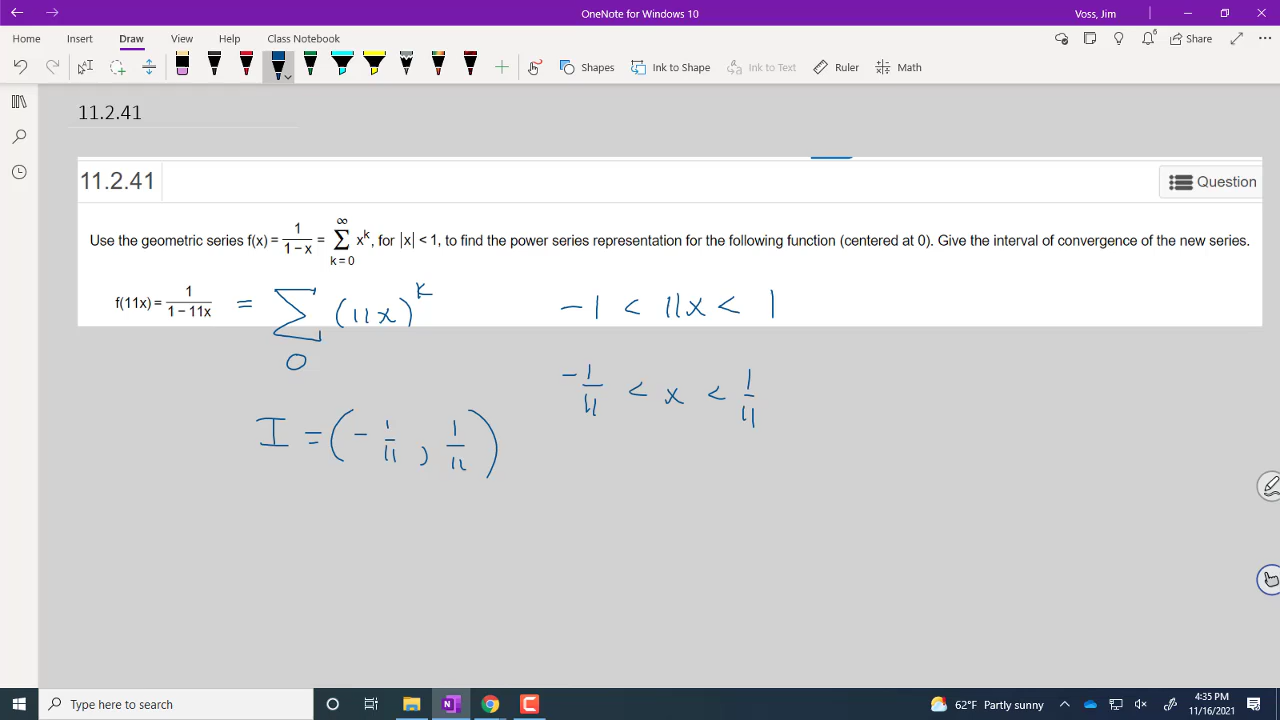 OneNote for Windows 10
Voss, Jim
Home Insert Draw View Help Class Notebook
Share
Shapes Ink to Shape Ink to Text Ruler Math
11.2.41
11.2.41
Question
Use the geometric series f(x) = 1/(1 − x) = ∑_{k = 0}^{∞} x^k, for |x| < 1, to find the power series representation for the following function (centered at 0). Give the interval of convergence of the new series.
f(11x) = 1/(1 − 11x) = ∑_0 (11x)^k
-1 < 11x < 1
-1/11 < x < 1/11
I = (-1/11, 1/11)
Type here to search
62°F Partly sunny
4:35 PM
11/16/2021